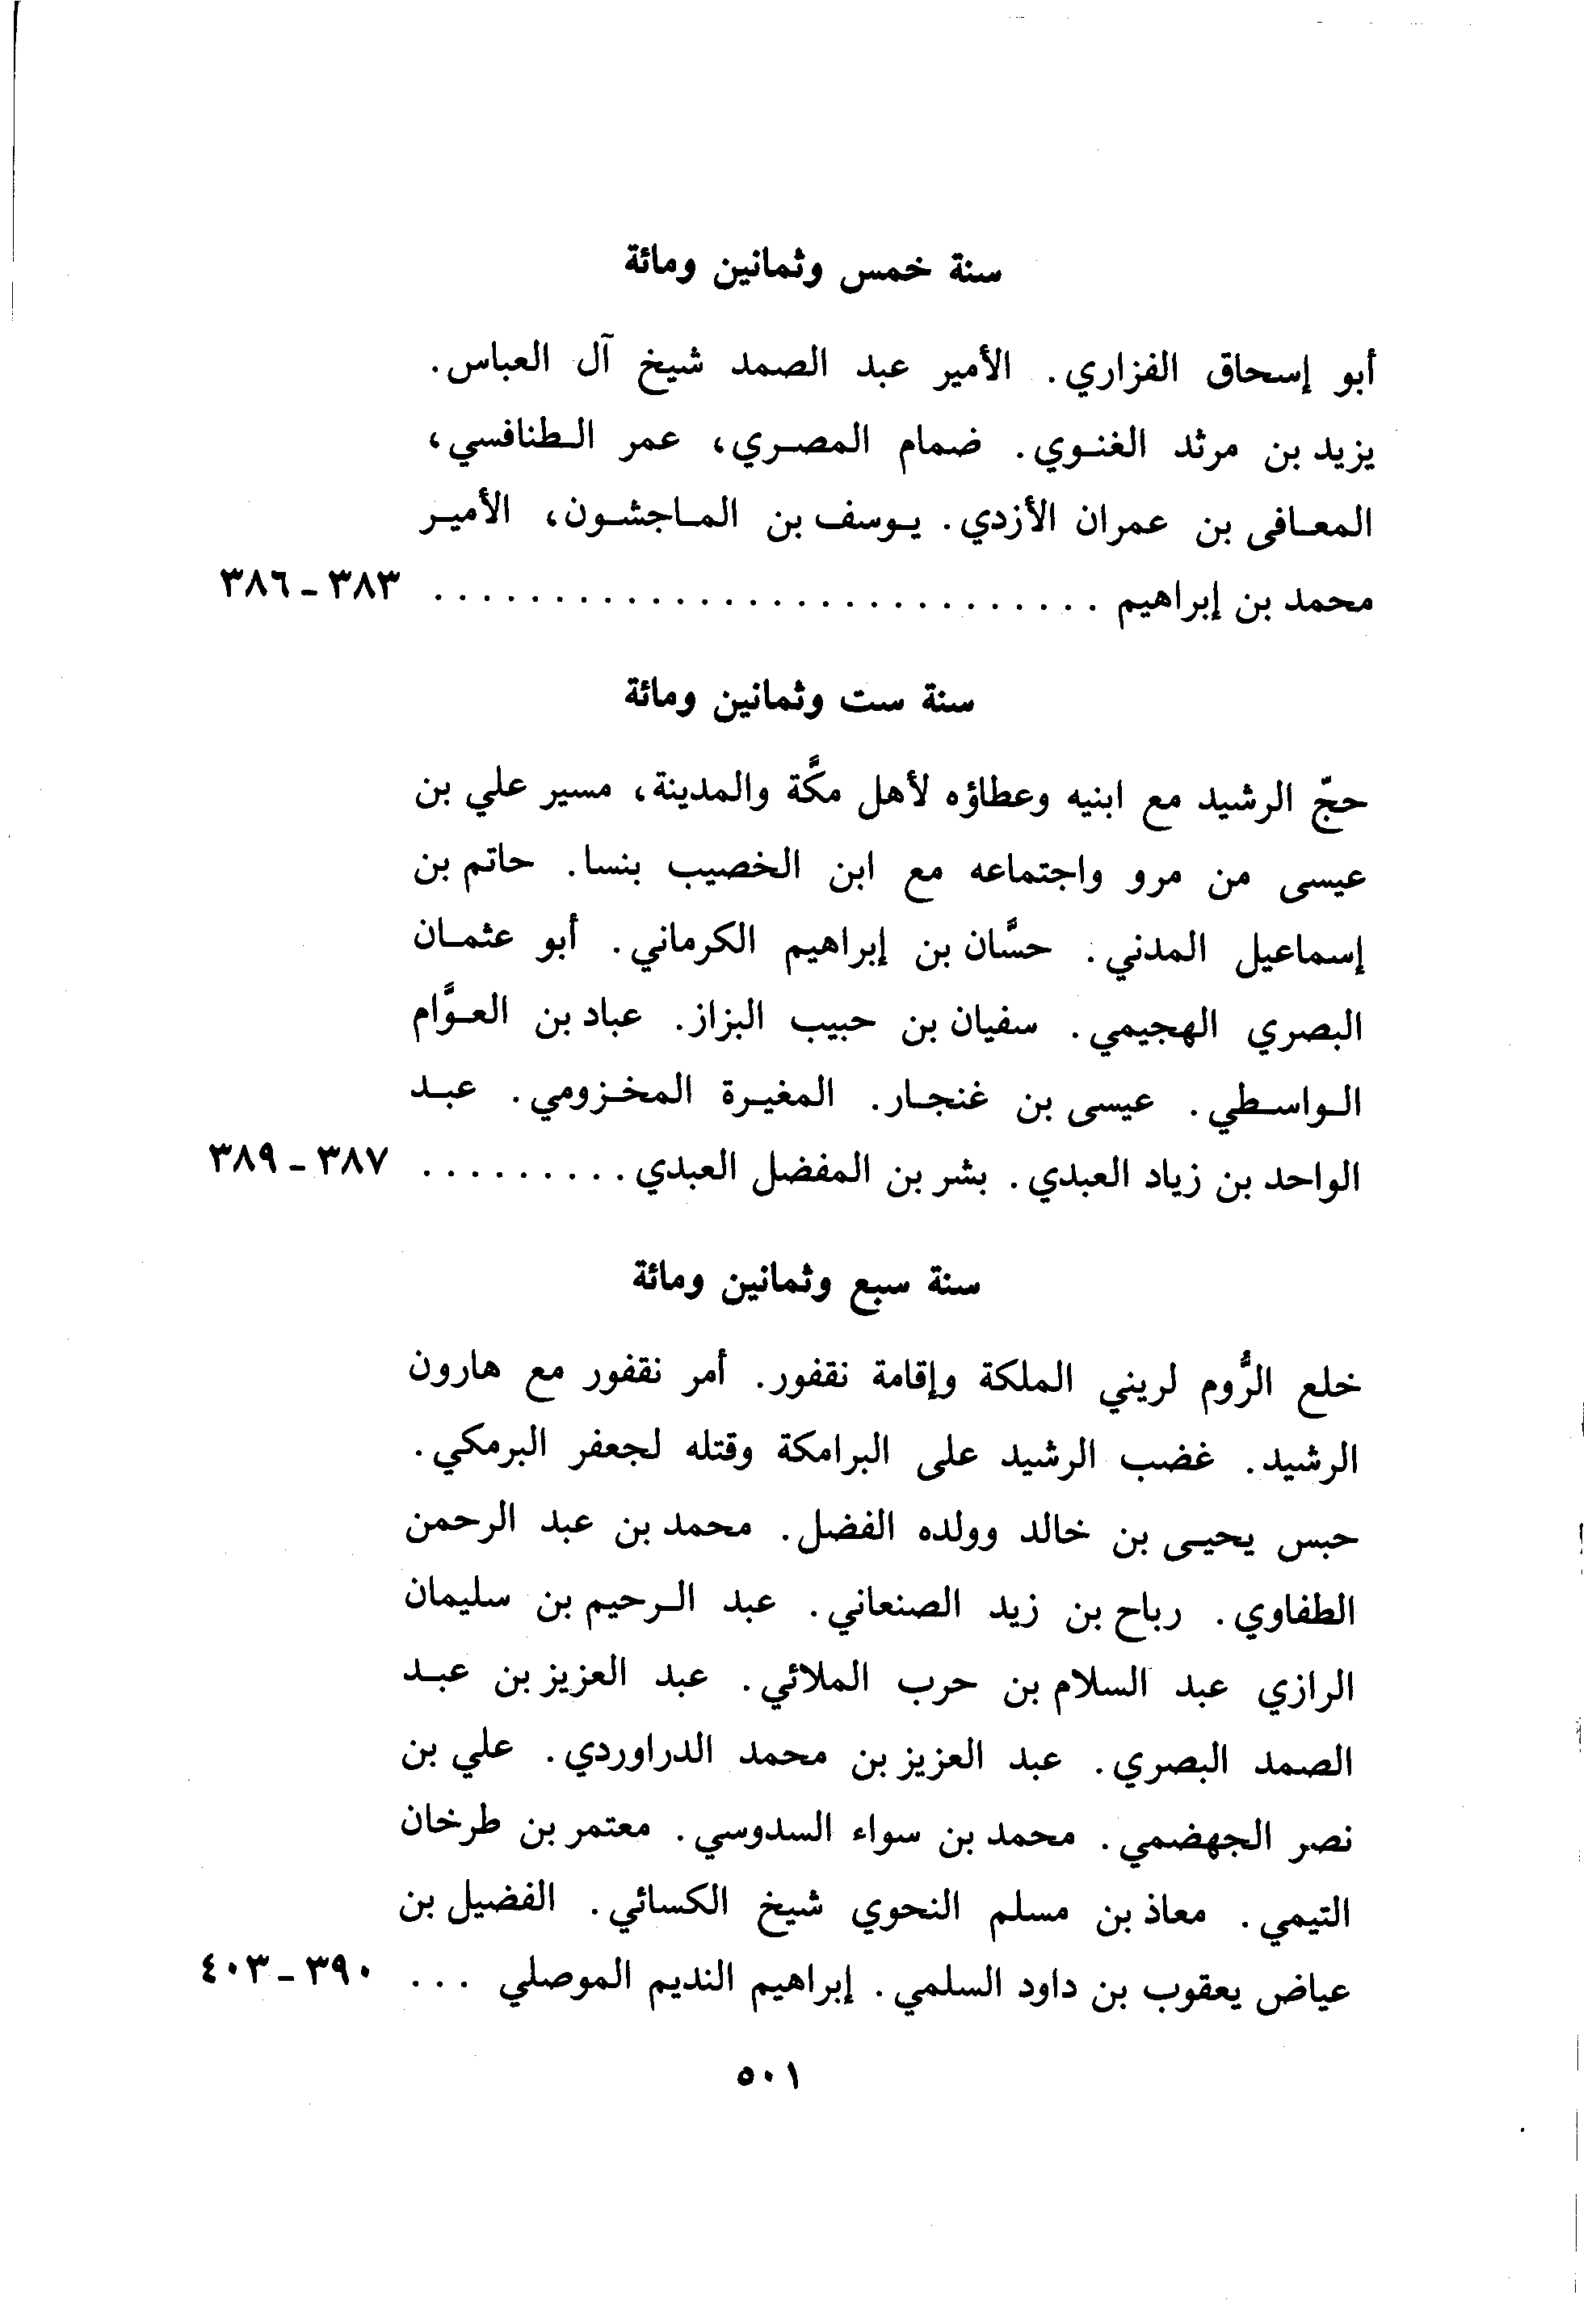 سنة خمس وثمانين ومائة
أبو إسحاق الفزاري. الأمير عبد الصمد شيخ آل العباس.
يزيد بن مرثد الغنوي. ضمام المصري، عمر الطنافسي،
المعافى بن عمران الأزدي. يوسف بن الماجشون، الأمير
محمد بن إبراهيم . . . . . . . . . . . . . . . . . . . . . . . . . . . . ٣٨٣ - ٣٨٦
سنة ست وثمانين ومائة
حجّ الرشيد مع ابنيه وعطاؤه لأهل مكَّة والمدينة، مسير علي بن
عيسى من مرو واجتماعه مع ابن الخصيب بنسا. حاتم بن
إسماعيل المدني. حسَّان بن إبراهيم الكرماني. أبو عثمان
البصري الهجيمي. سفيان بن حبيب البزاز. عباد بن العوَّام
الواسطي. عيسى بن غنجار. المغيرة المخزومي. عبد
الواحد بن زياد العبدي. بشر بن المفضل العبدي . . . . . . . . . ٣٨٧ - ٣٨٩
سنة سبع وثمانين ومائة
خلع الرُّوم لريني الملكة وإقامة نقفور. أمر نقفور مع هارون
الرشيد. غضب الرشيد على البرامكة وقتله لجعفر البرمكي.
حبس يحيى بن خالد وولده الفضل. محمد بن عبد الرحمن
الطفاوي. رباح بن زيد الصنعاني. عبد الرحيم بن سليمان
الرازي عبد السلام بن حرب الملائي. عبد العزيز بن عبد
الصمد البصري. عبد العزيز بن محمد الدراوردي. علي بن
نصر الجهضمي. محمد بن سواء السدوسي. معتمر بن طرخان
التيمي. معاذ بن مسلم النحوي شيخ الكسائي. الفضيل بن
عياض يعقوب بن داود السلمي. إبراهيم النديم الموصلي . . . ٣٩٠ - ٤٠٣
٥٠١